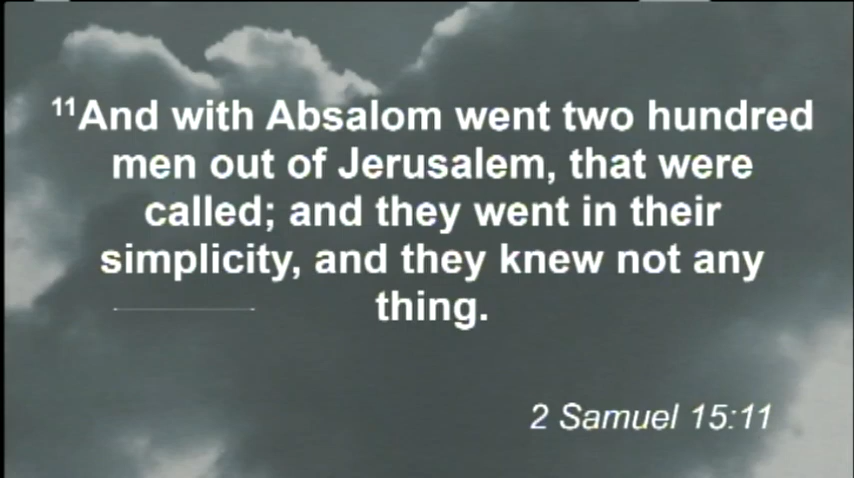 ¹¹And with Absalom went two hundred
men out of Jerusalem, that were
called; and they went in their
simplicity, and they knew not any
thing.
2 Samuel 15:11